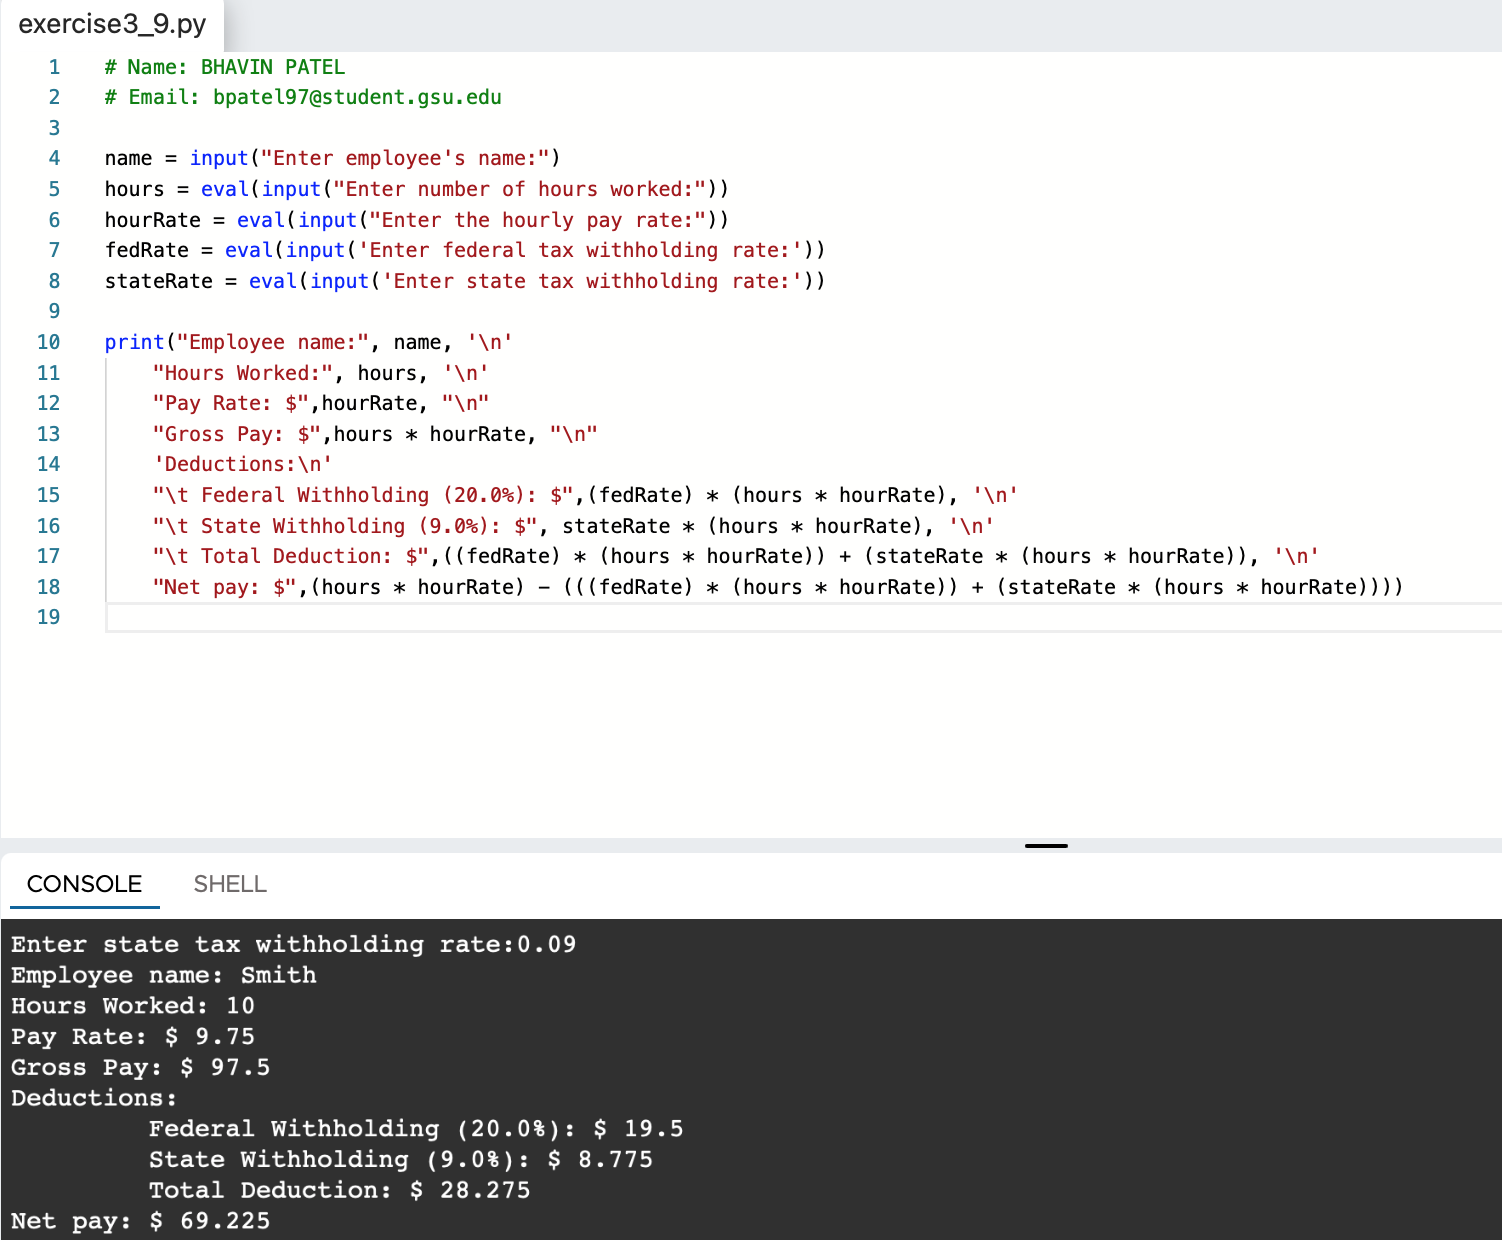 exercise3_9.py
1 # Name: BHAVIN PATEL
2 # Email: bpatel97@student.gsu.edu
3
4 name = input("Enter employee's name:")
5 hours = eval(input("Enter number of hours worked:"))
6 hourRate = eval(input("Enter the hourly pay rate:"))
7 fedRate = eval(input('Enter federal tax withholding rate:'))
8 stateRate = eval(input('Enter state tax withholding rate:'))
9
10 print("Employee name:", name, '\n'
11     "Hours Worked:", hours, '\n'
12     "Pay Rate: $",hourRate, "\n"
13     "Gross Pay: $",hours * hourRate, "\n"
14     'Deductions:\n'
15     "\t Federal Withholding (20.0%): $",(fedRate) * (hours * hourRate), '\n'
16     "\t State Withholding (9.0%): $", stateRate * (hours * hourRate), '\n'
17     "\t Total Deduction: $",((fedRate) * (hours * hourRate)) + (stateRate * (hours * hourRate)), '\n'
18     "Net pay: $",(hours * hourRate) - (((fedRate) * (hours * hourRate)) + (stateRate * (hours * hourRate))))
19
CONSOLE SHELL
Enter state tax withholding rate:0.09
Employee name: Smith
Hours Worked: 10
Pay Rate: $ 9.75
Gross Pay: $ 97.5
Deductions:
Federal Withholding (20.0%): $ 19.5
State Withholding (9.0%): $ 8.775
Total Deduction: $ 28.275
Net pay: $ 69.225